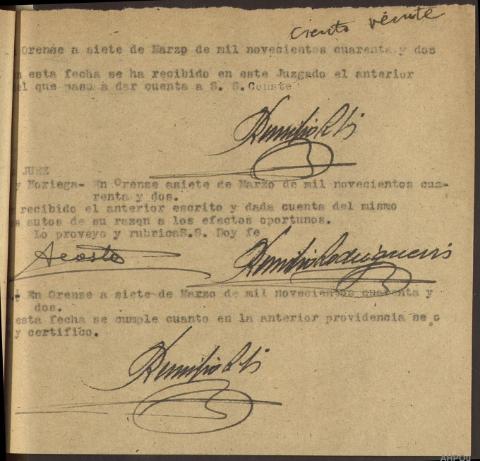 Ciento veinte
Orense a siete de Marzo de mil novecientos cuarenta y dos
esta fecha se ha recibido en este Juzgado el anterior
el que paso a dar cuenta a S. S. Conste
JUEZ
y Noriega- En Orense asiete de Marzo de mil novecientos cua-
renta y dos.
recibido el anterior escrito y dada cuenta del mismo
autos de su razon a los efectos oportunos.
Lo proveyo y rubricaS.S. Doy fe
Acosta
En Orense a siete de Marzo de mil novecientos cuarenta y
dos.
esta fecha se cumple cuanto en la anterior providencia se o
y certifico.